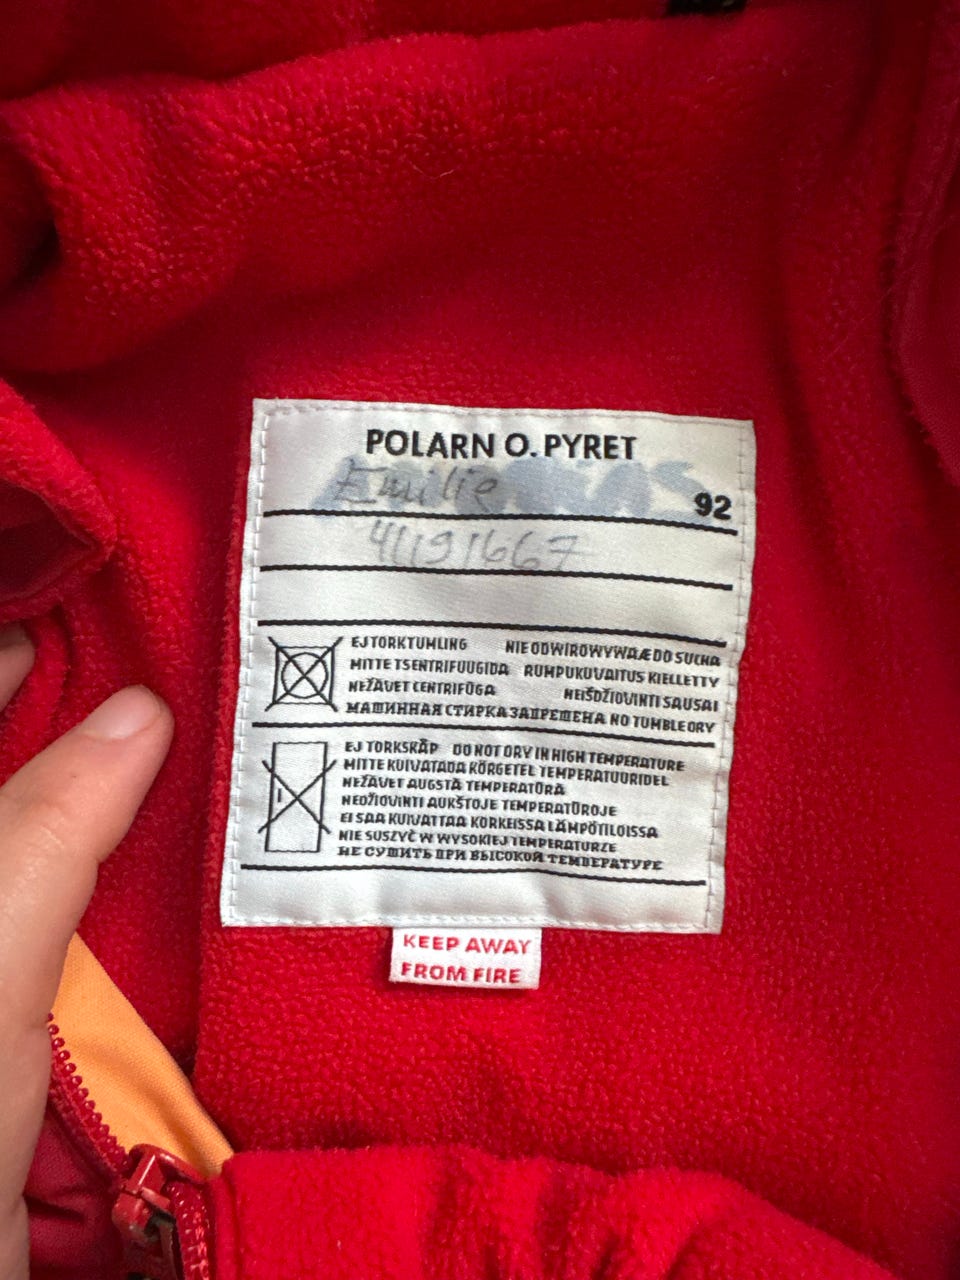 POLARN O. PYRET
Emilie
92
41191667
EJ TORKTUMLING NIE ODWIROWYWAÆ DO SUCHA
MITTE TSENTRIFUUGIDA RUMPUKUVAITUS KIELLETTY
NEŽĀVĒT CENTRIFŪGĀ NEIŠDŽIOVINTI SAUSAI
МАШИННАЯ СТИРКА ЗАПРЕЩЕНА NO TUMBLE DRY
EJ TORKSKÅP DO NOT DRY IN HIGH TEMPERATURE
MITTE KUIVATADA KÕRGETEL TEMPERATUURIDEL
NEŽĀVĒT AUGSTĀ TEMPERATŪRĀ
NEDŽIOVINTI AUKŠTOJE TEMPERATŪROJE
EI SAA KUIVATTAA KORKEISSA LÄMPÖTILOISSA
NIE SUSZYĆ W WYSOKIEJ TEMPERATURZE
НЕ СУШИТЬ ПРИ ВЫСОКОЙ ТЕМПЕРАТУРЕ
KEEP AWAY
FROM FIRE